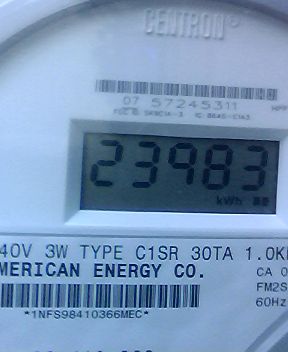 CENTRON®
07 57245311
23983
kWh
40V 3W TYPE C1SR 30TA 1.0K
MERICAN ENERGY CO.
CA 0
FM2S
60Hz
*1NFS98410366MEC*